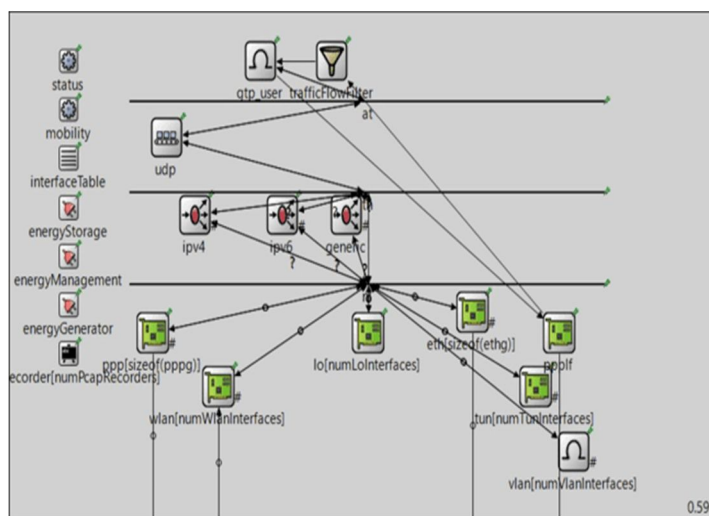 status
mobility
interfaceTable
energyStorage
energyManagement
energyGenerator
ecorder[numPcapRecorders]
gtp_user
trafficFlowFilter
at
udp
ipv4
#
ipv6
#
generic
#
?
?
?
ppp[sizeof(pppg)]
#
wlan[numWlanInterfaces]
#
lo[numLoInterfaces]
eth[sizeof(ethg)]
#
pppIf
tun[numTunInterfaces]
#
vlan[numVlanInterfaces]
#
0.59